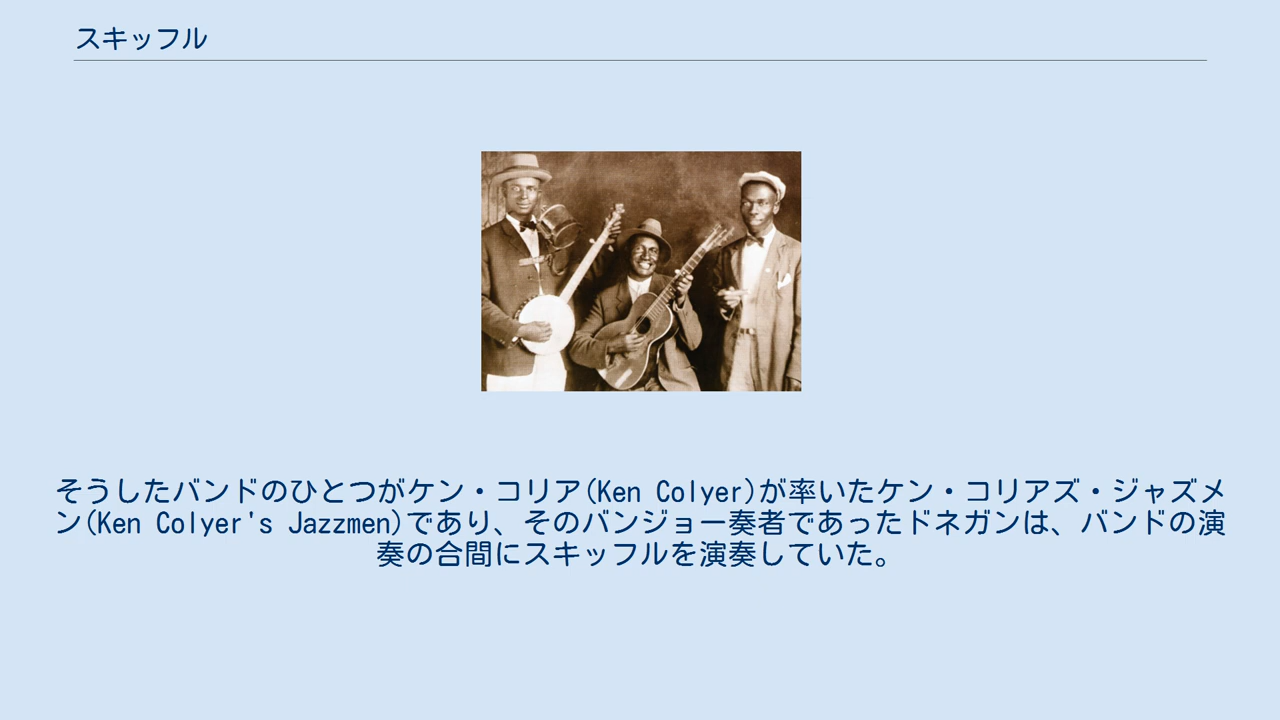 スキッフル
そうしたバンドのひとつがケン・コリア(Ken Colyer)が率いたケン・コリアズ・ジャズメ
ン(Ken Colyer's Jazzmen)であり、そのバンジョー奏者であったドネガンは、バンドの演
奏の合間にスキッフルを演奏していた。